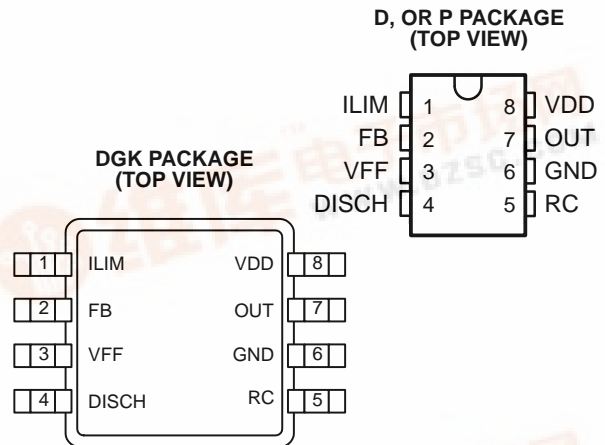 D, OR P PACKAGE
(TOP VIEW)
ILIM 1 8 VDD
FB 2 7 OUT
VFF 3 6 GND
DISCH 4 5 RC
DGK PACKAGE
(TOP VIEW)
1 ILIM VDD 8
2 FB OUT 7
3 VFF GND 6
4 DISCH RC 5